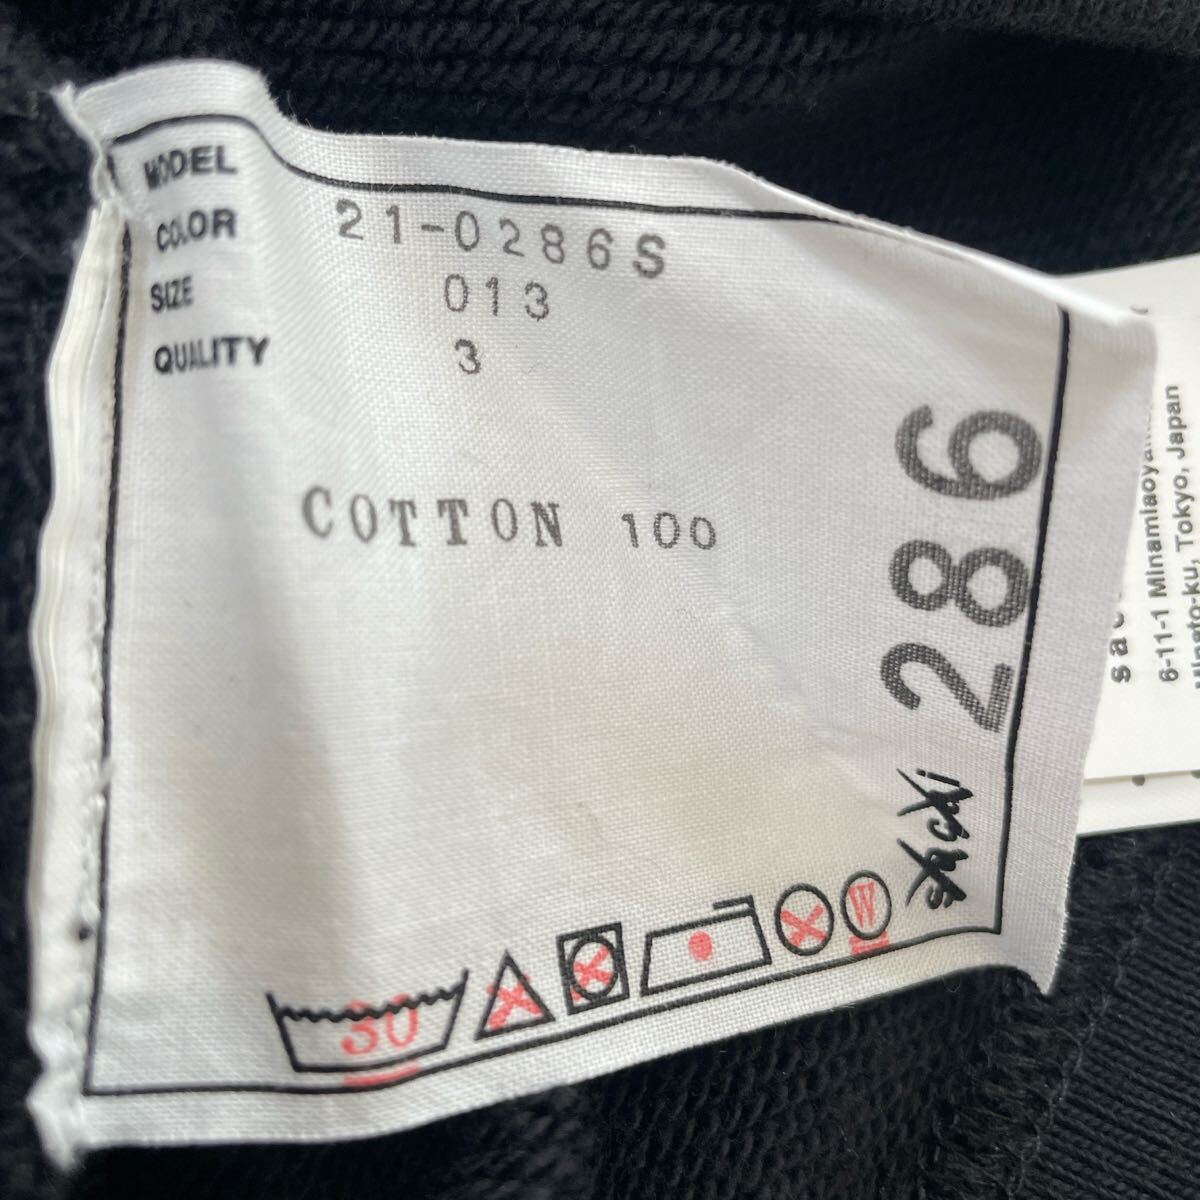 MODEL
COLOR 21-0286S
SIZE 013
QUALITY 3
COTTON 100
286
sacai
30
W
6-11-1 Minamiaoya
Minato-ku, Tokyo, Japan